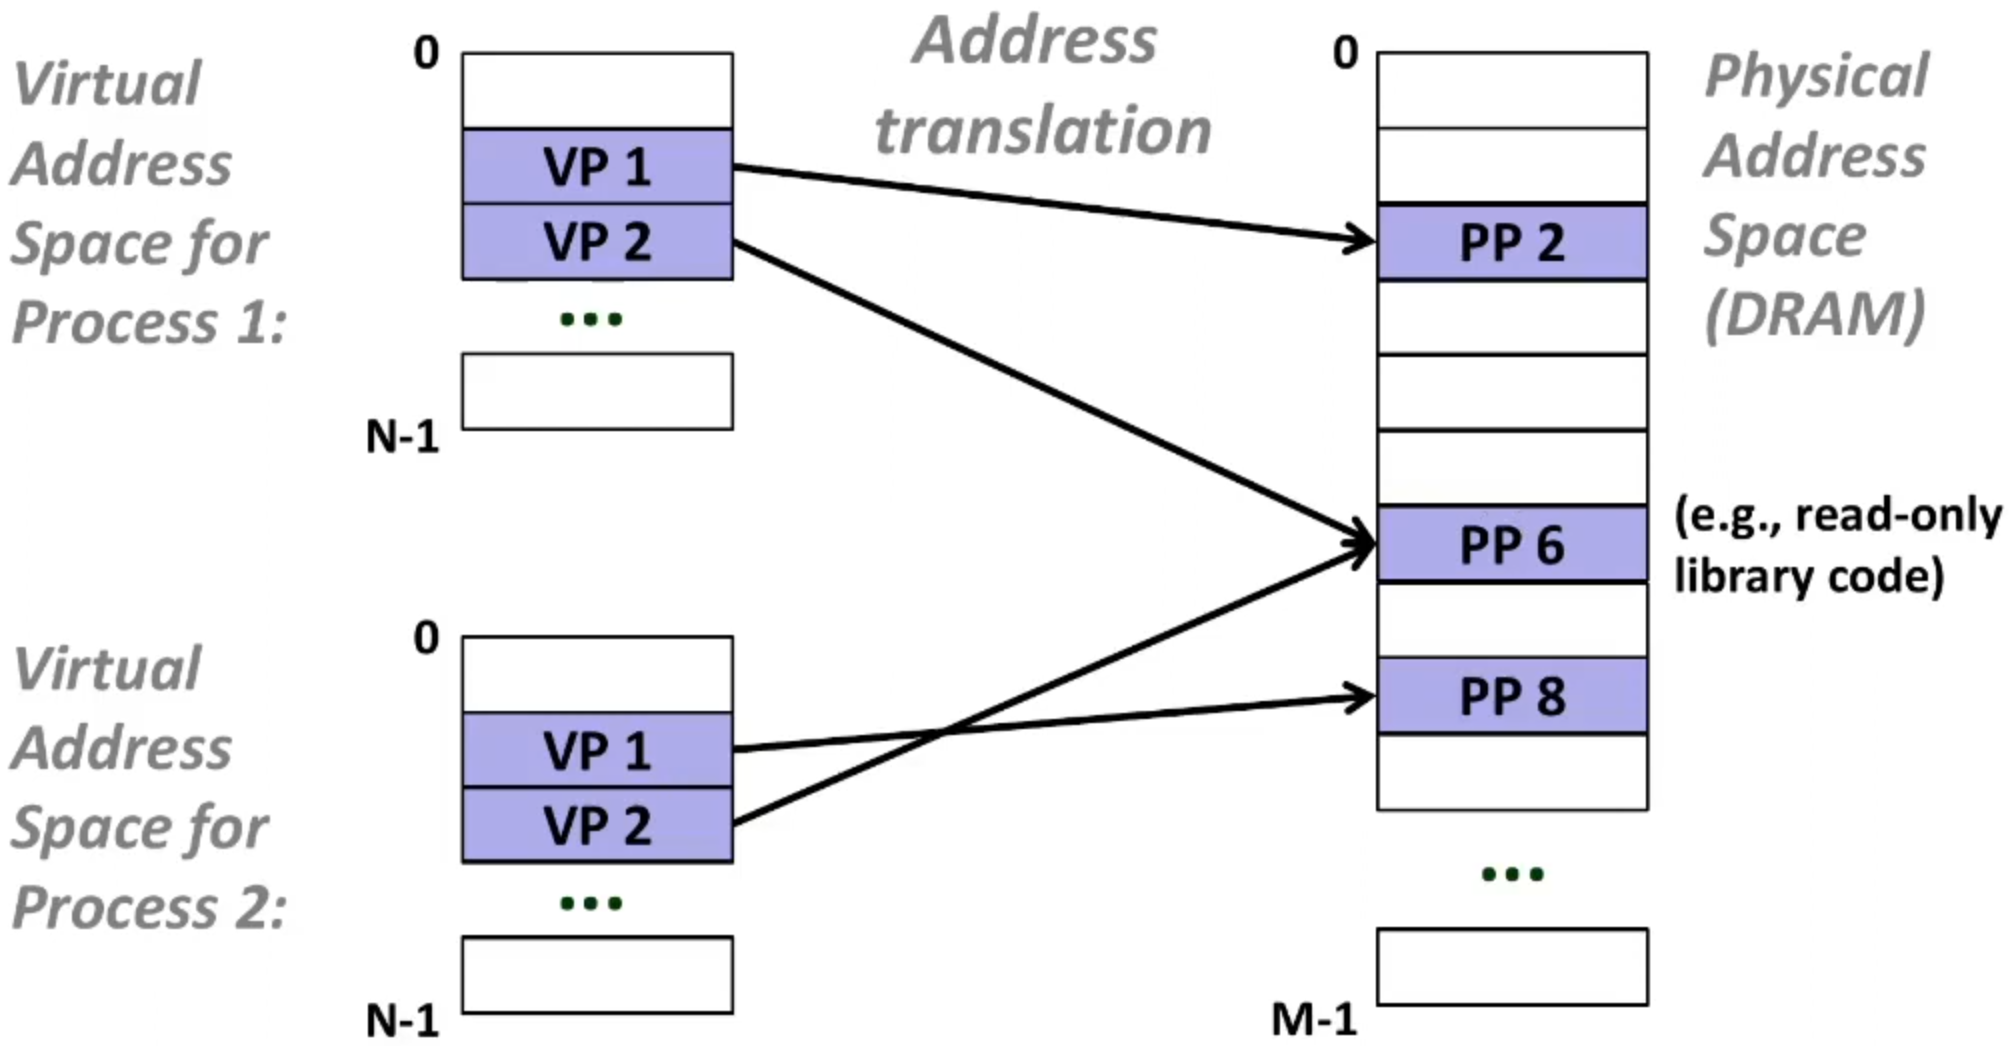 Address
translation
Virtual
Address
Space for
Process 1:
0
VP 1
VP 2
...
N-1
Virtual
Address
Space for
Process 2:
0
VP 1
VP 2
...
N-1
0
PP 2
PP 6
PP 8
...
M-1
Physical
Address
Space
(DRAM)
(e.g., read-only
library code)